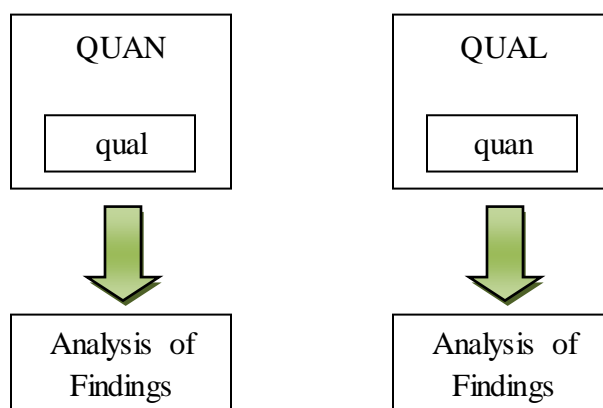 QUAN
qual
Analysis of
Findings
QUAL
quan
Analysis of
Findings